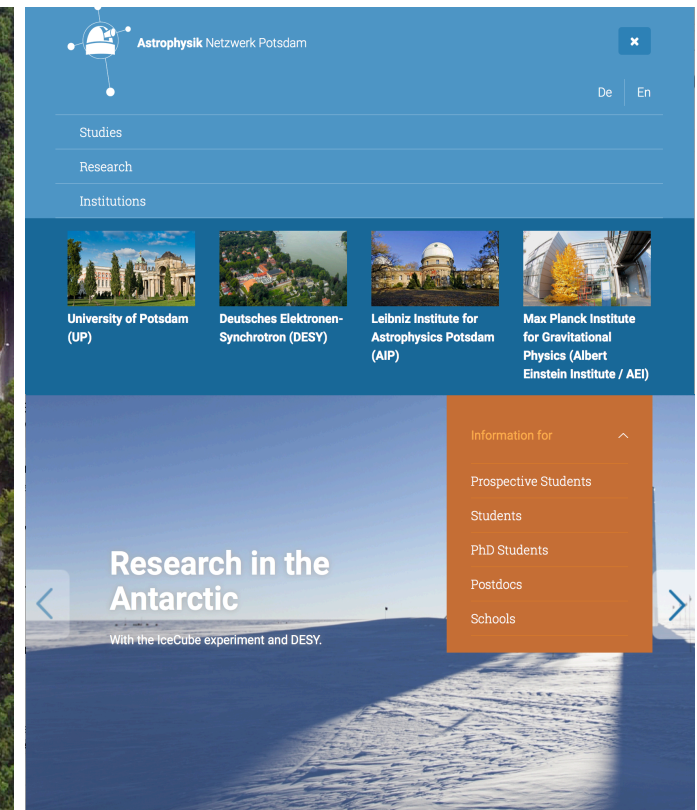 Astrophysik Netzwerk Potsdam
De
En
Studies
Research
Institutions
University of Potsdam
(UP)
Deutsches Elektronen-
Synchrotron (DESY)
Leibniz Institute for
Astrophysics Potsdam
(AIP)
Max Planck Institute
for Gravitational
Physics (Albert
Einstein Institute / AEI)
Information for
Prospective Students
Students
PhD Students
Postdocs
Schools
Research in the
Antarctic
With the IceCube experiment and DESY.